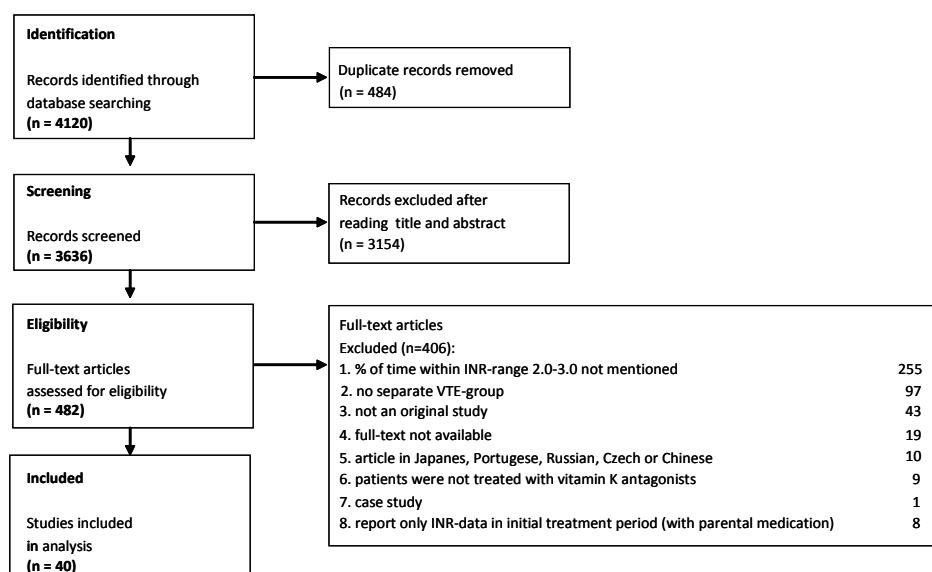 Identification
Records identified through
database searching
(n = 4120)
Duplicate records removed
(n = 484)
Screening
Records screened
(n = 3636)
Records excluded after
reading title and abstract
(n = 3154)
Eligibility
Full-text articles
assessed for eligibility
(n = 482)
Full-text articles
Excluded (n=406):
1. % of time within INR-range 2.0-3.0 not mentioned 255
2. no separate VTE-group 97
3. not an original study 43
4. full-text not available 19
5. article in Japanes, Portugese, Russian, Czech or Chinese 10
6. patients were not treated with vitamin K antagonists 9
7. case study 1
8. report only INR-data in initial treatment period (with parental medication) 8
Included
Studies included
in analysis
(n = 40)